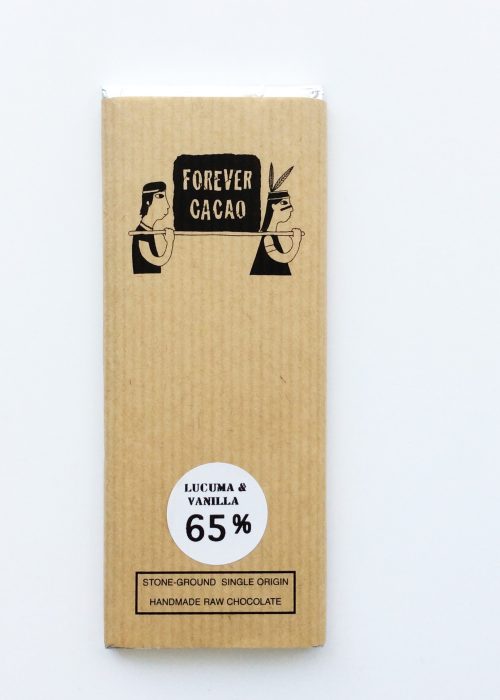 FOREVER
CACAO
LUCUMA &
VANILLA
65%
STONE-GROUND SINGLE ORIGIN
HANDMADE RAW CHOCOLATE